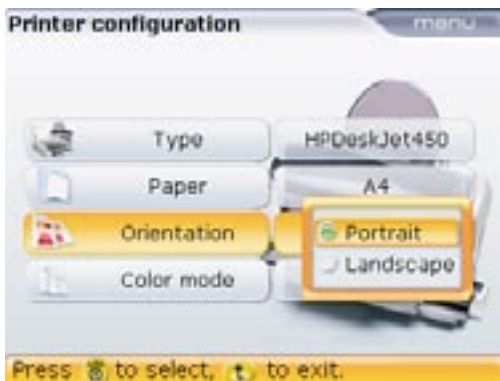 Printer configuration
menu
Type HPDeskJet450
Paper A4
Orientation Portrait
Color mode Landscape
Press to select, to exit.